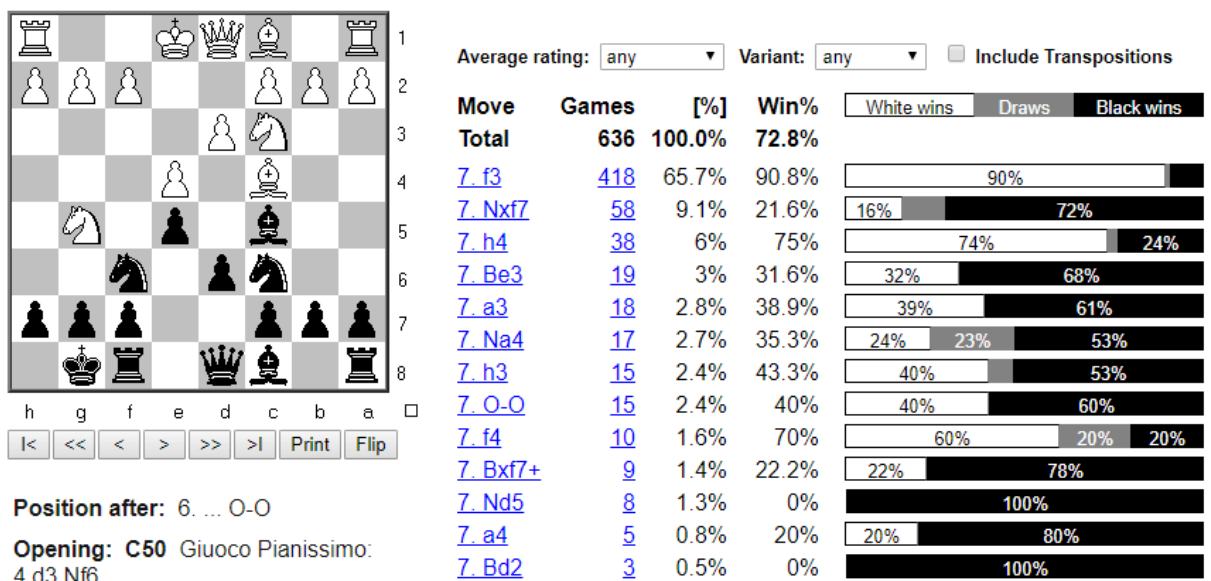 1
2
3
4
5
6
7
8
h g f e d c b a
I< << < > >> >I Print Flip
Position after: 6. ... O-O
Opening: C50 Giuoco Pianissimo:
4.d3 Nf6
Average rating: any Variant: any Include Transpositions
Move Games [%] Win% White wins Draws Black wins
Total 636 100.0% 72.8%
7. f3 418 65.7% 90.8% 90%
7. Nxf7 58 9.1% 21.6% 16% 72%
7. h4 38 6% 75% 74% 24%
7. Be3 19 3% 31.6% 32% 68%
7. a3 18 2.8% 38.9% 39% 61%
7. Na4 17 2.7% 35.3% 24% 23% 53%
7. h3 15 2.4% 43.3% 40% 53%
7. O-O 15 2.4% 40% 40% 60%
7. f4 10 1.6% 70% 60% 20% 20%
7. Bxf7+ 9 1.4% 22.2% 22% 78%
7. Nd5 8 1.3% 0% 100%
7. a4 5 0.8% 20% 20% 80%
7. Bd2 3 0.5% 0% 100%